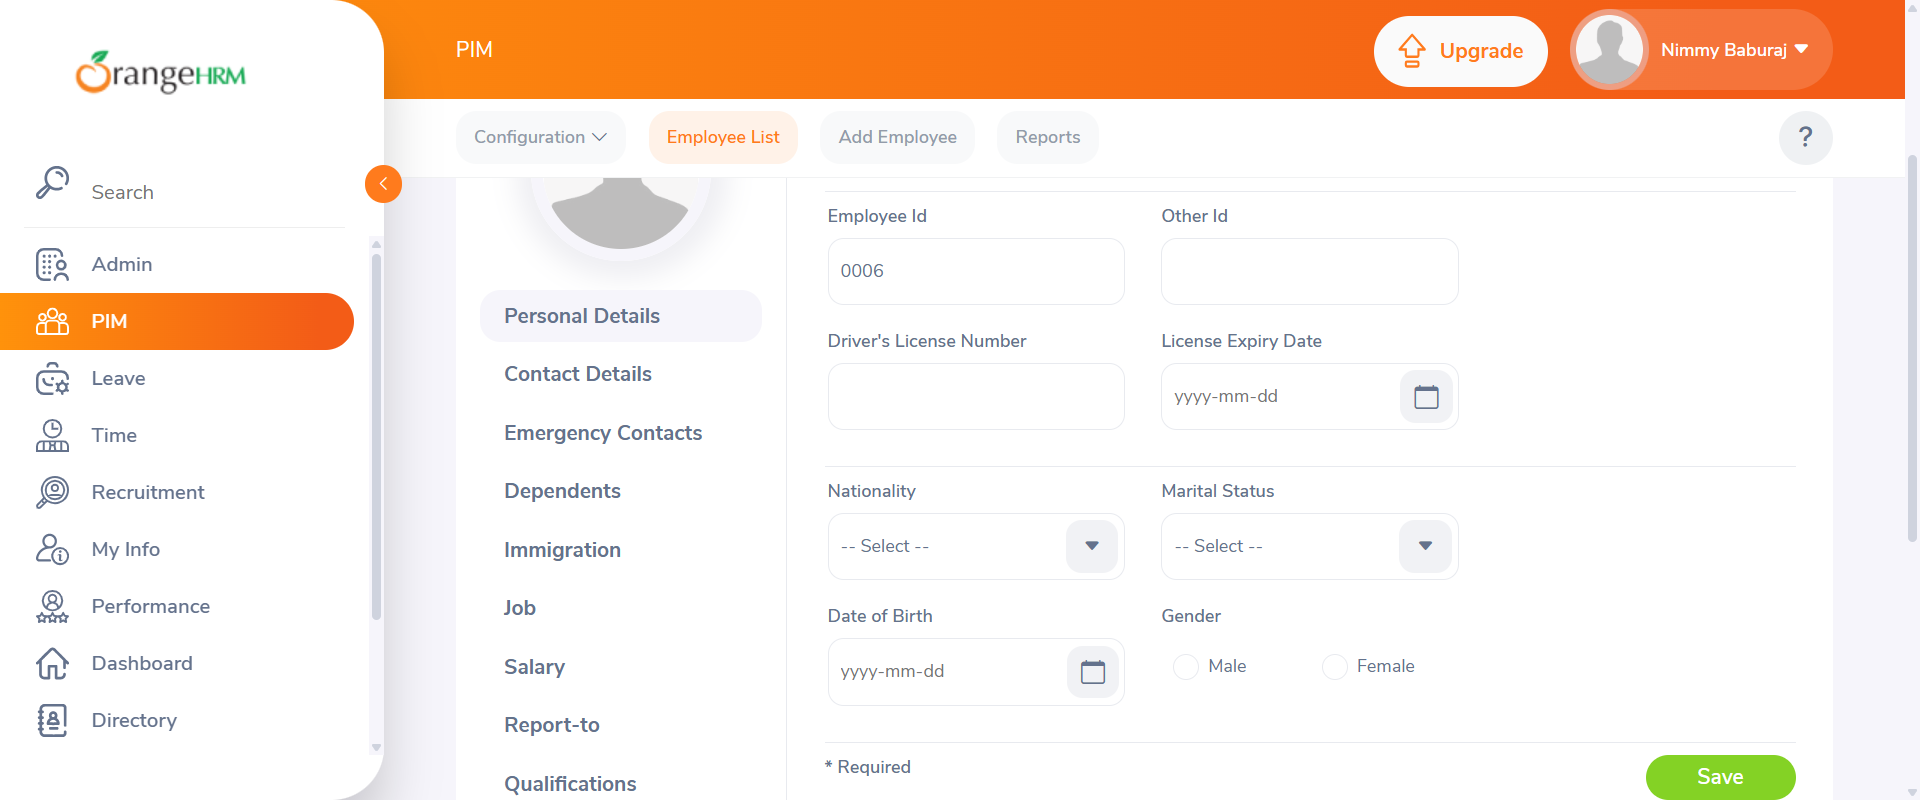 OrangeHRM
PIM
Upgrade
Nimmy Baburaj
Configuration
Employee List
Add Employee
Reports
?
Search
Admin
PIM
Leave
Time
Recruitment
My Info
Performance
Dashboard
Directory
Personal Details
Contact Details
Emergency Contacts
Dependents
Immigration
Job
Salary
Report-to
Qualifications
Employee Id
Other Id
0006
Driver's License Number
License Expiry Date
yyyy-mm-dd
Nationality
Marital Status
-- Select --
-- Select --
Date of Birth
Gender
yyyy-mm-dd
Male
Female
* Required
Save